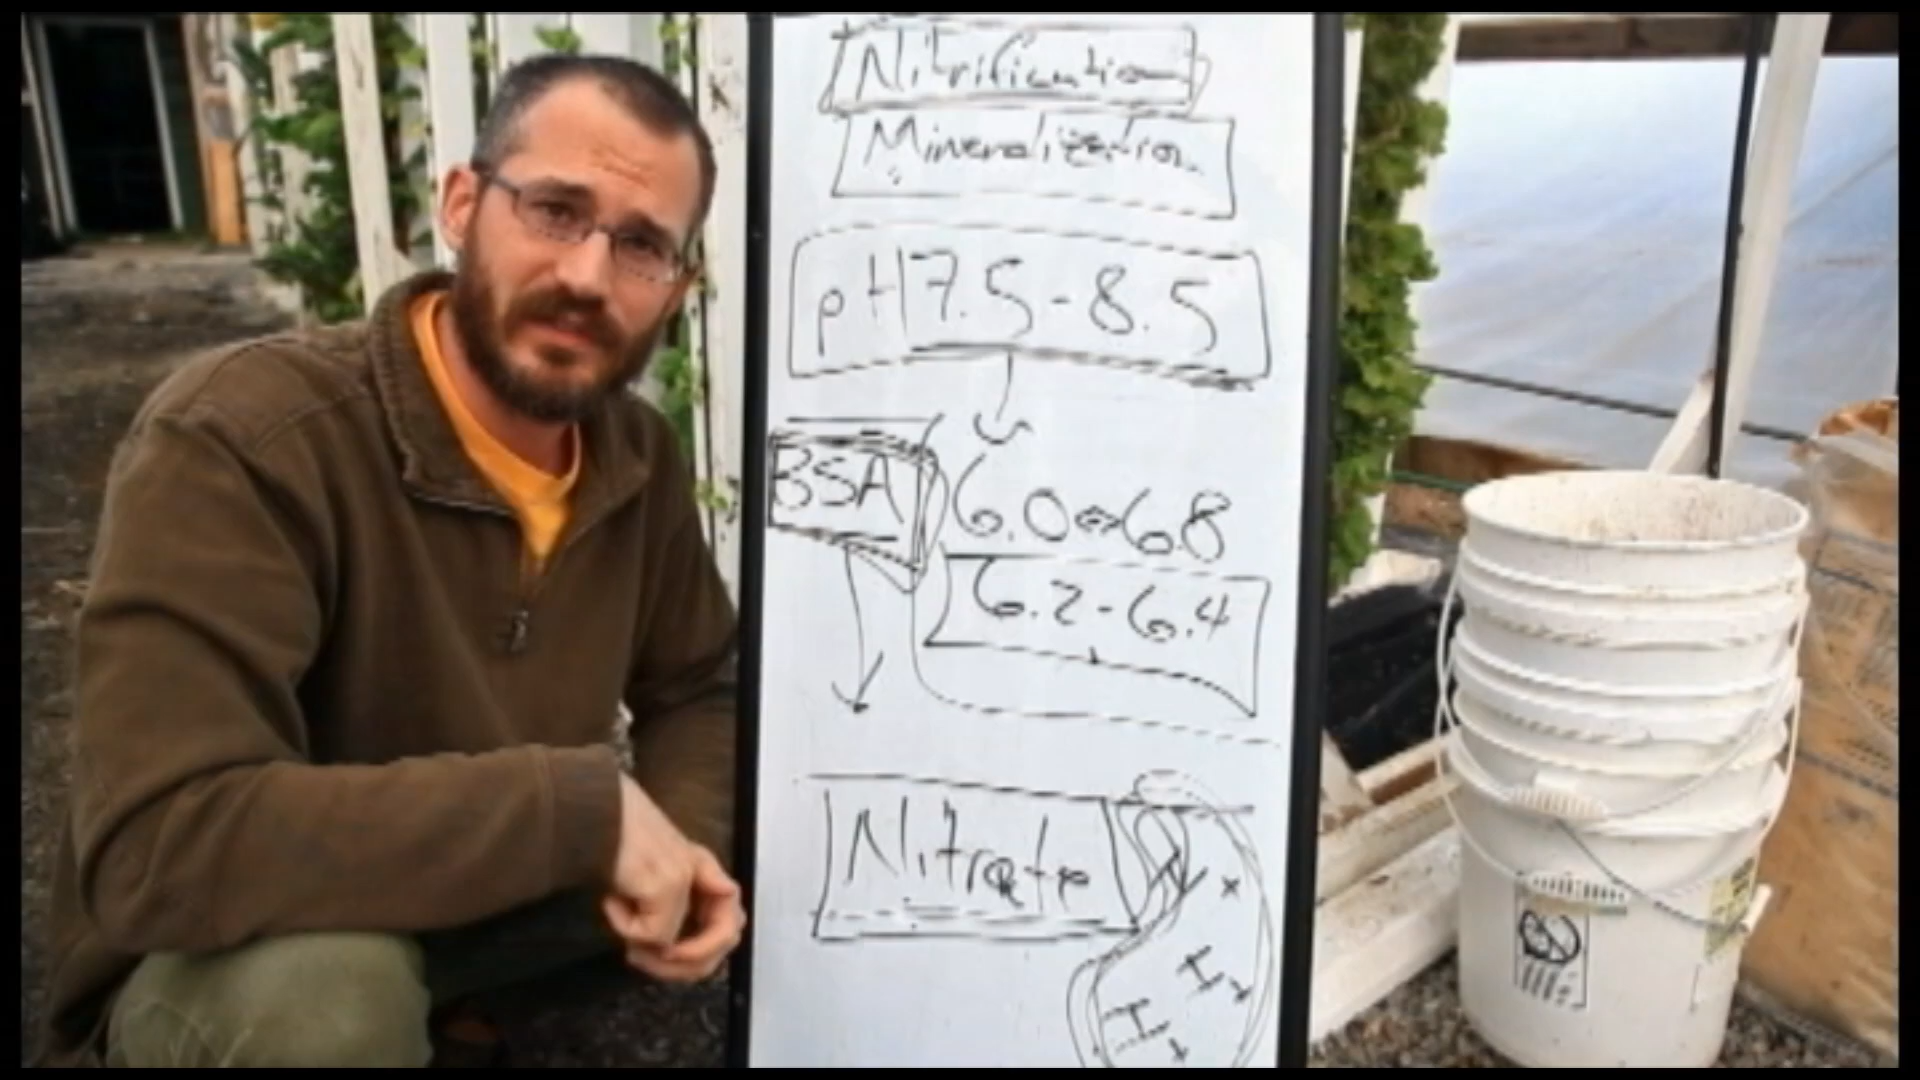 Nitrification
Mineralization
pH 7.5-8.5
BSA
6.0-6.8
6.2-6.4
Nitrate
H+
H+